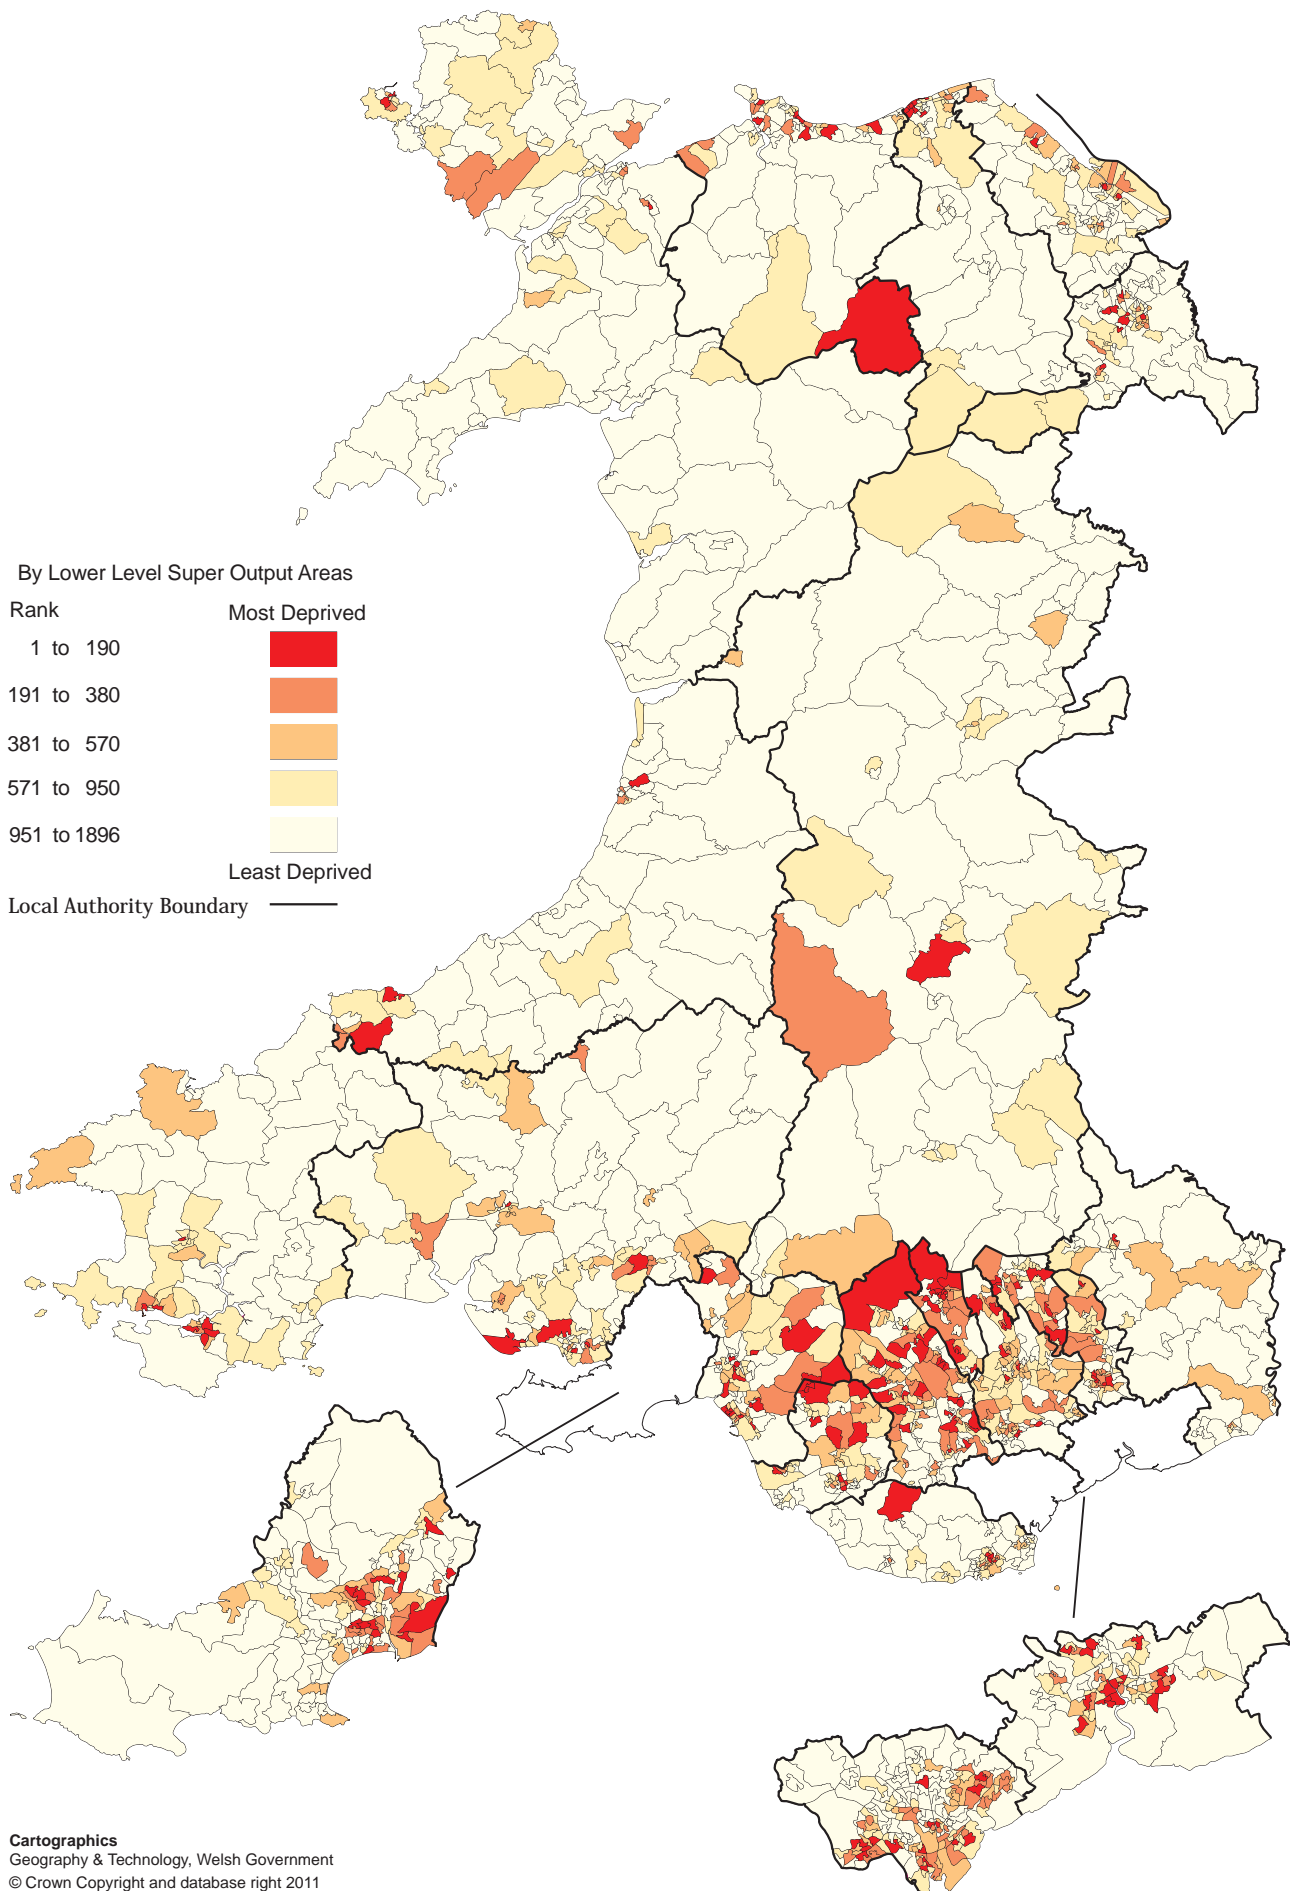 By Lower Level Super Output Areas
Rank
Most Deprived
1 to 190
191 to 380
381 to 570
571 to 950
951 to 1896
Least Deprived
Local Authority Boundary
Cartographics
Geography & Technology, Welsh Government
© Crown Copyright and database right 2011